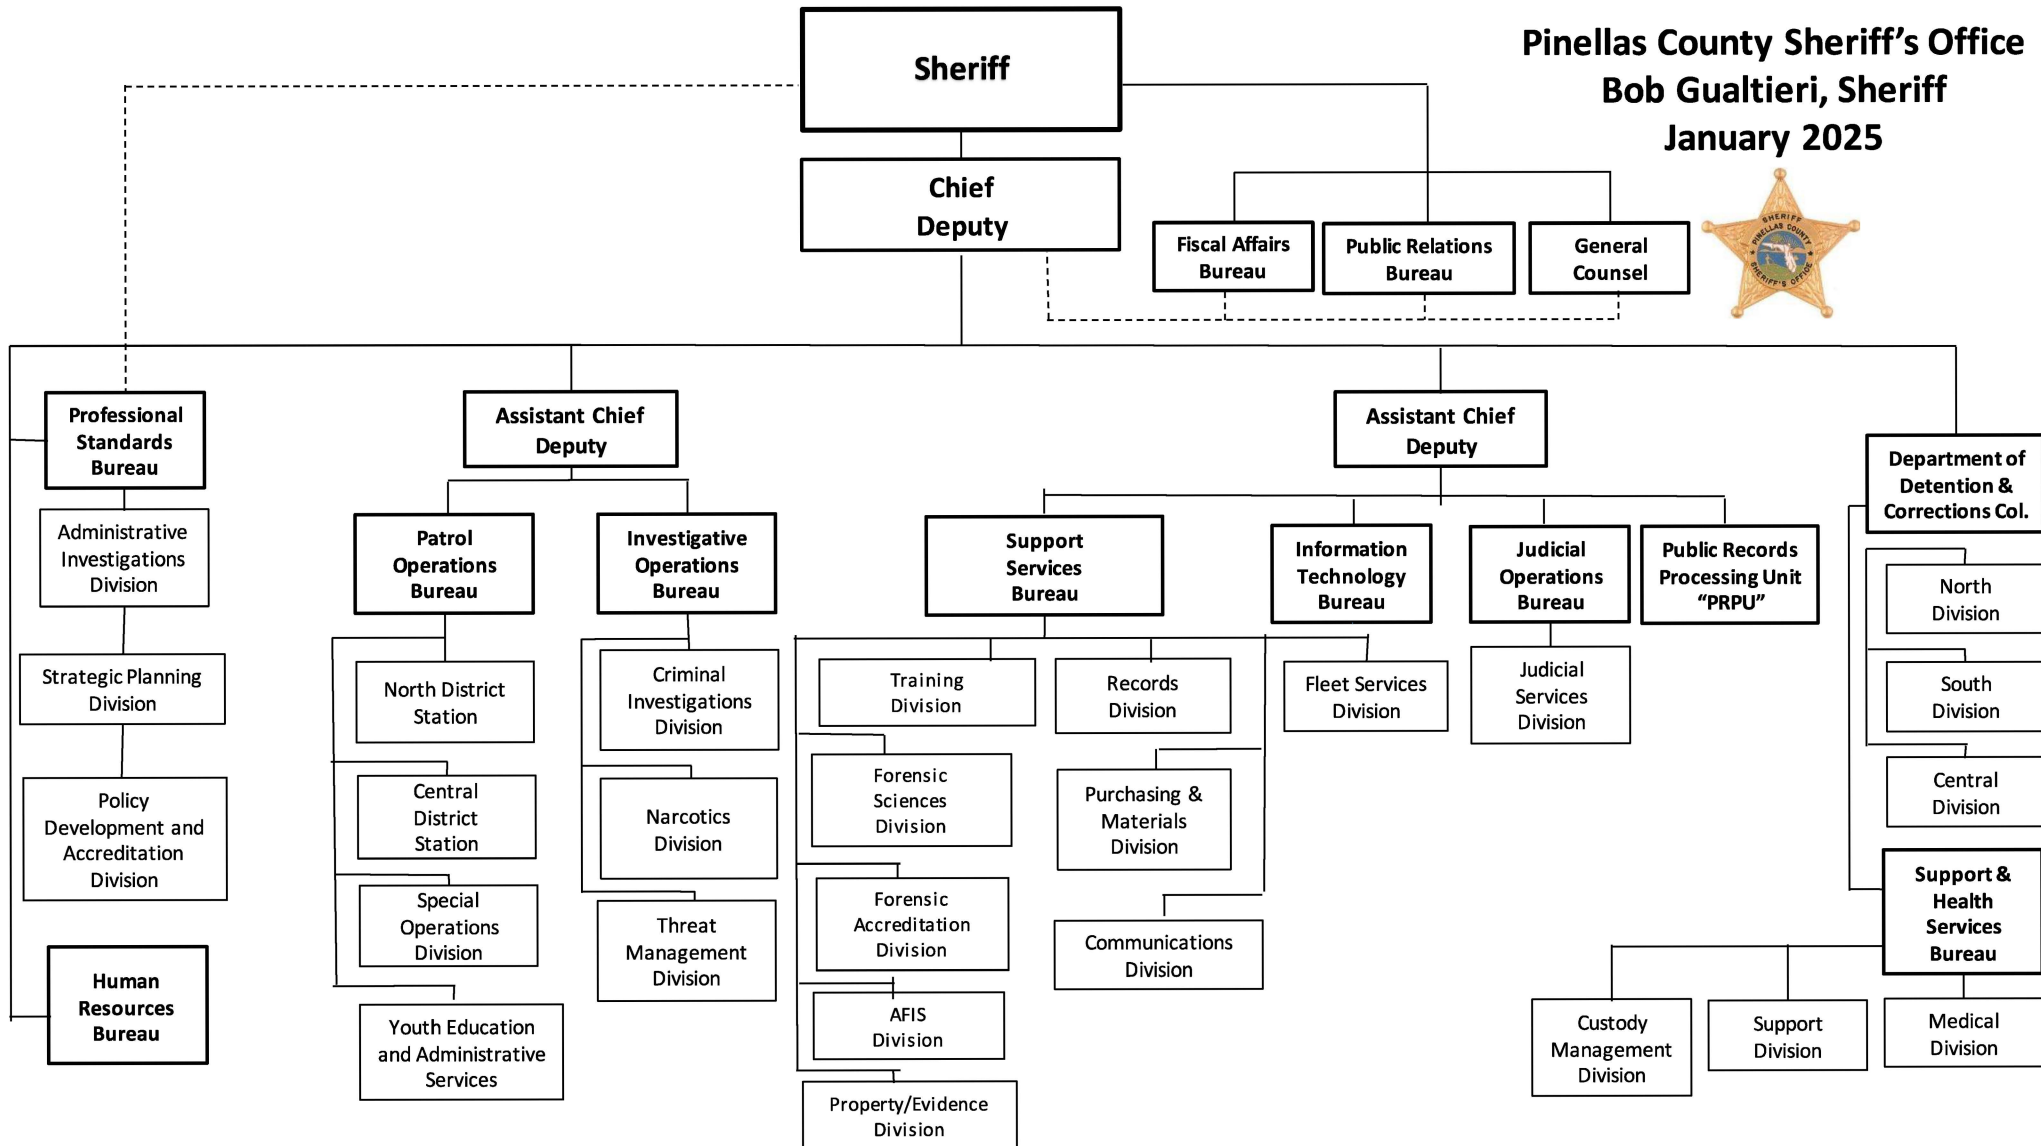 Pinellas County Sheriff's Office
Bob Gualtieri, Sheriff
January 2025
Sheriff
Chief
Deputy
Fiscal Affairs
Bureau
Public Relations
Bureau
General
Counsel
SHERIFF
PINELLAS COUNTY
SHERIFF'S OFFICE
Professional
Standards
Bureau
Administrative
Investigations
Division
Strategic Planning
Division
Policy
Development and
Accreditation
Division
Human
Resources
Bureau
Assistant Chief
Deputy
Patrol
Operations
Bureau
North District
Station
Central
District
Station
Special
Operations
Division
Youth Education
and Administrative
Services
Investigative
Operations
Bureau
Criminal
Investigations
Division
Narcotics
Division
Threat
Management
Division
Assistant Chief
Deputy
Support
Services
Bureau
Training
Division
Records
Division
Fleet Services
Division
Forensic
Sciences
Division
Purchasing &
Materials
Division
Forensic
Accreditation
Division
Communications
Division
AFIS
Division
Property/Evidence
Division
Information
Technology
Bureau
Judicial
Operations
Bureau
Judicial
Services
Division
Public Records
Processing Unit
“PRPU”
Department of
Detention &
Corrections Col.
North
Division
South
Division
Central
Division
Support &
Health
Services
Bureau
Custody
Management
Division
Support
Division
Medical
Division